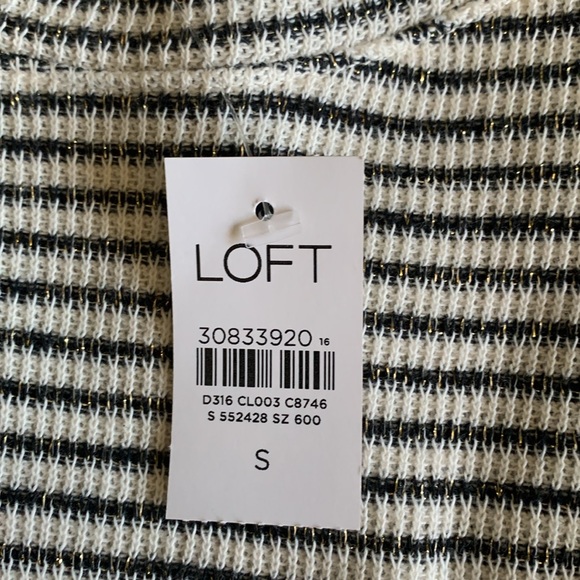 LOFT
30833920 16
D316 CL003 C8746
S 552428 SZ 600
S